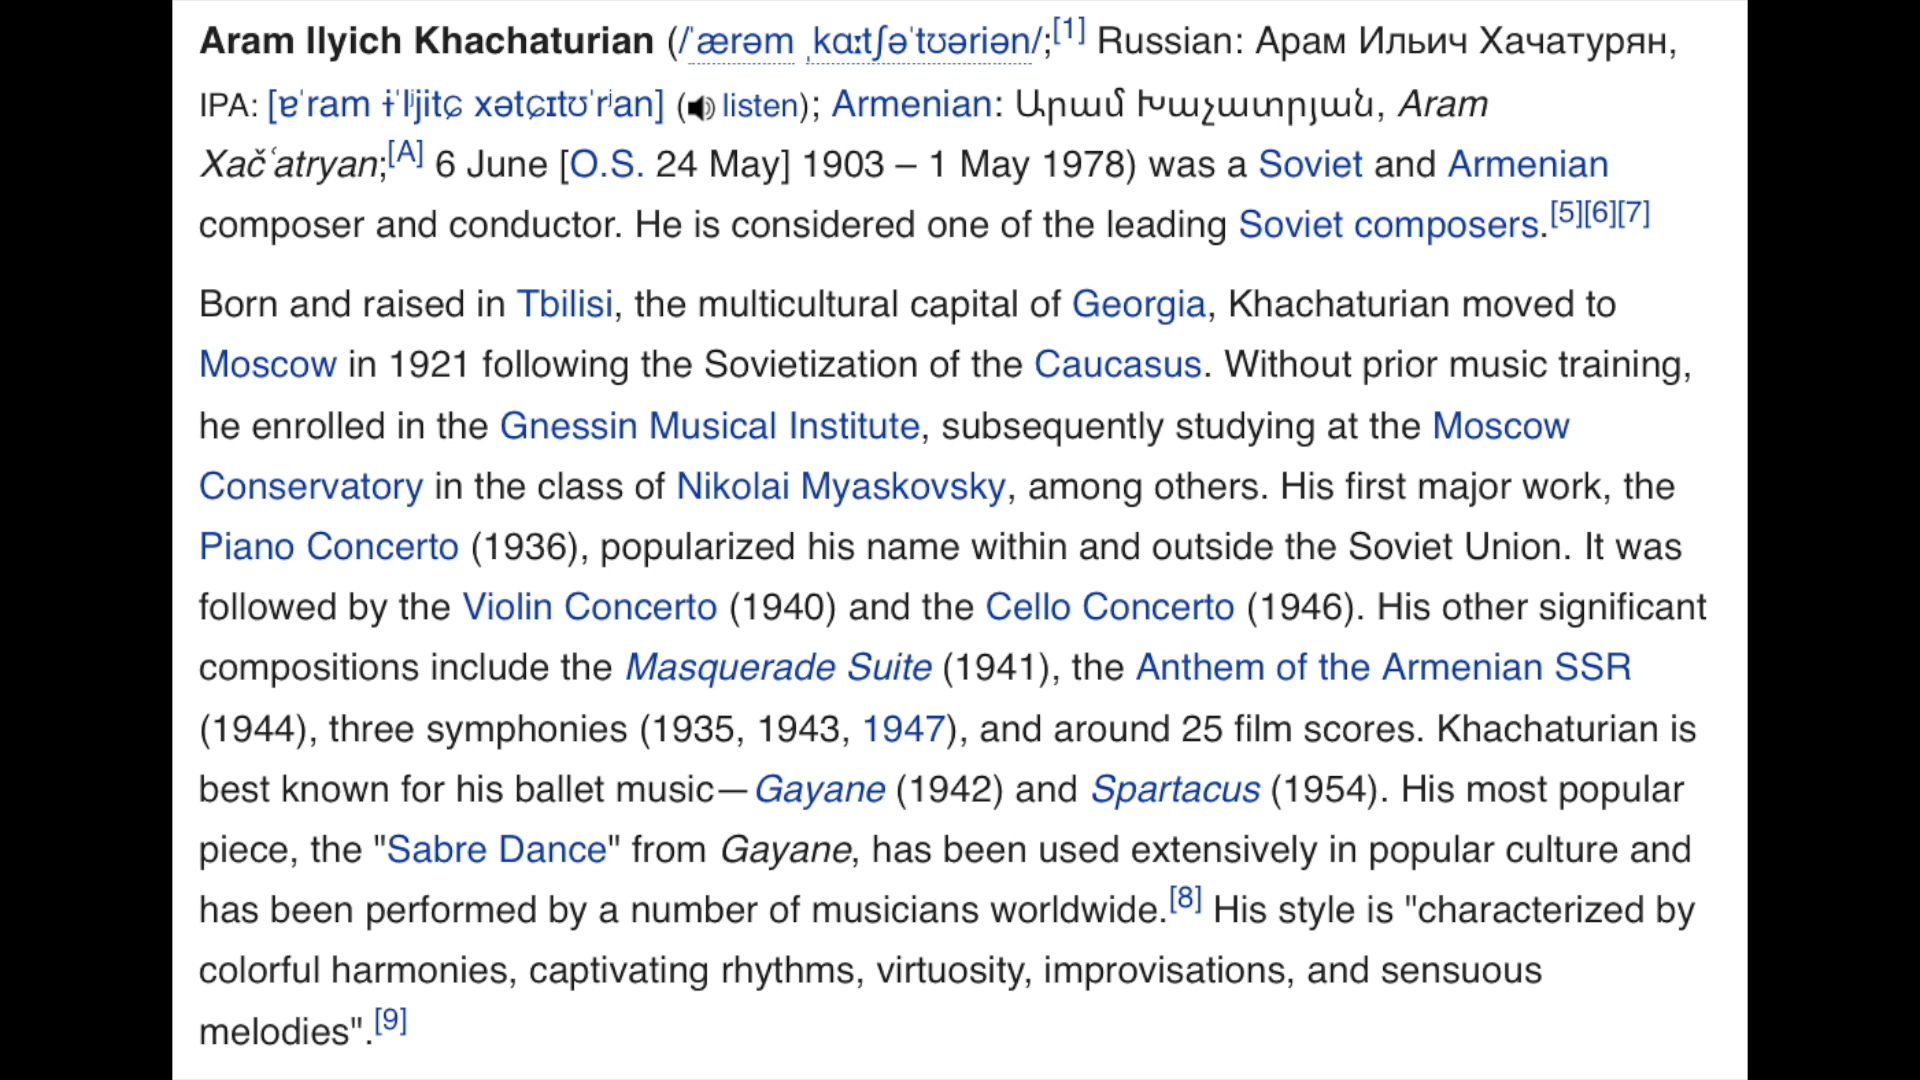 Aram Ilyich Khachaturian (/ˈærəm ˌkɑːtʃəˈtʊəriən/;[1] Russian: Арам Ильич Хачатурян,
IPA: [ɐˈram ɨˈlʲjitɕ xətɕɪtʊˈrʲan] (listen); Armenian: Արամ Խաչատրյան, Aram
Xačʿatryan;[A] 6 June [O.S. 24 May] 1903 – 1 May 1978) was a Soviet and Armenian
composer and conductor. He is considered one of the leading Soviet composers.[5][6][7]
Born and raised in Tbilisi, the multicultural capital of Georgia, Khachaturian moved to
Moscow in 1921 following the Sovietization of the Caucasus. Without prior music training,
he enrolled in the Gnessin Musical Institute, subsequently studying at the Moscow
Conservatory in the class of Nikolai Myaskovsky, among others. His first major work, the
Piano Concerto (1936), popularized his name within and outside the Soviet Union. It was
followed by the Violin Concerto (1940) and the Cello Concerto (1946). His other significant
compositions include the Masquerade Suite (1941), the Anthem of the Armenian SSR
(1944), three symphonies (1935, 1943, 1947), and around 25 film scores. Khachaturian is
best known for his ballet music—Gayane (1942) and Spartacus (1954). His most popular
piece, the "Sabre Dance" from Gayane, has been used extensively in popular culture and
has been performed by a number of musicians worldwide.[8] His style is "characterized by
colorful harmonies, captivating rhythms, virtuosity, improvisations, and sensuous
melodies".[9]